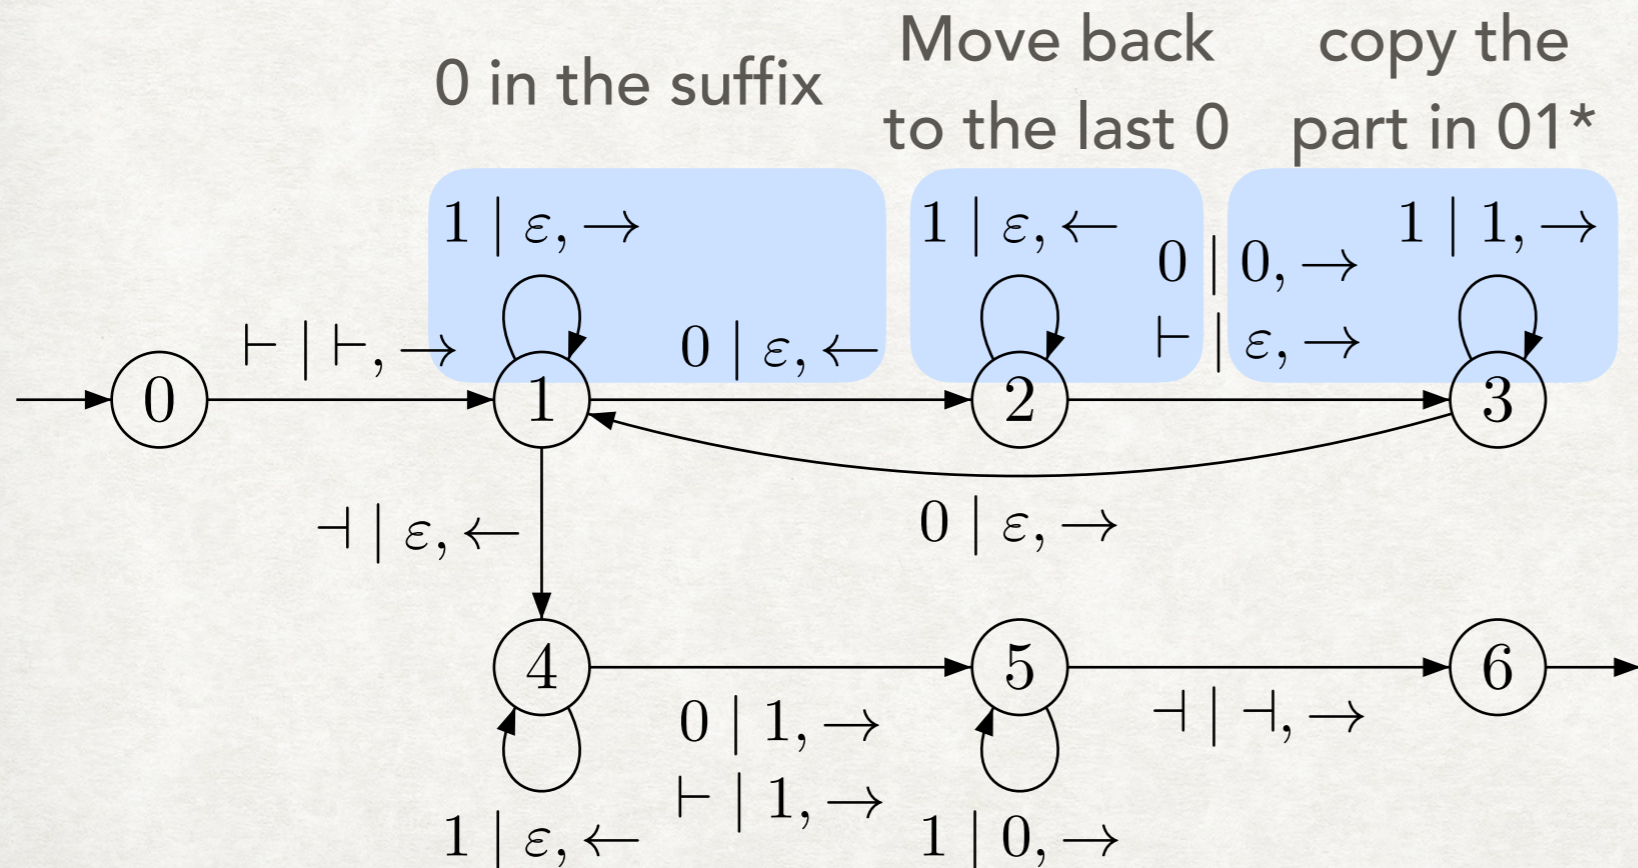 0 in the suffix
Move back
to the last 0
copy the
part in 01*
1 | ε, →
1 | ε, ←
0 | 0, →
1 | 1, →
⊢ | ⊢, →
0 | ε, ←
⊢ | ε, →
0
1
2
3
⊣ | ε, ←
0 | ε, →
4
5
6
0 | 1, →
⊣ | ⊣, →
⊢ | 1, →
1 | ε, ←
1 | 0, →